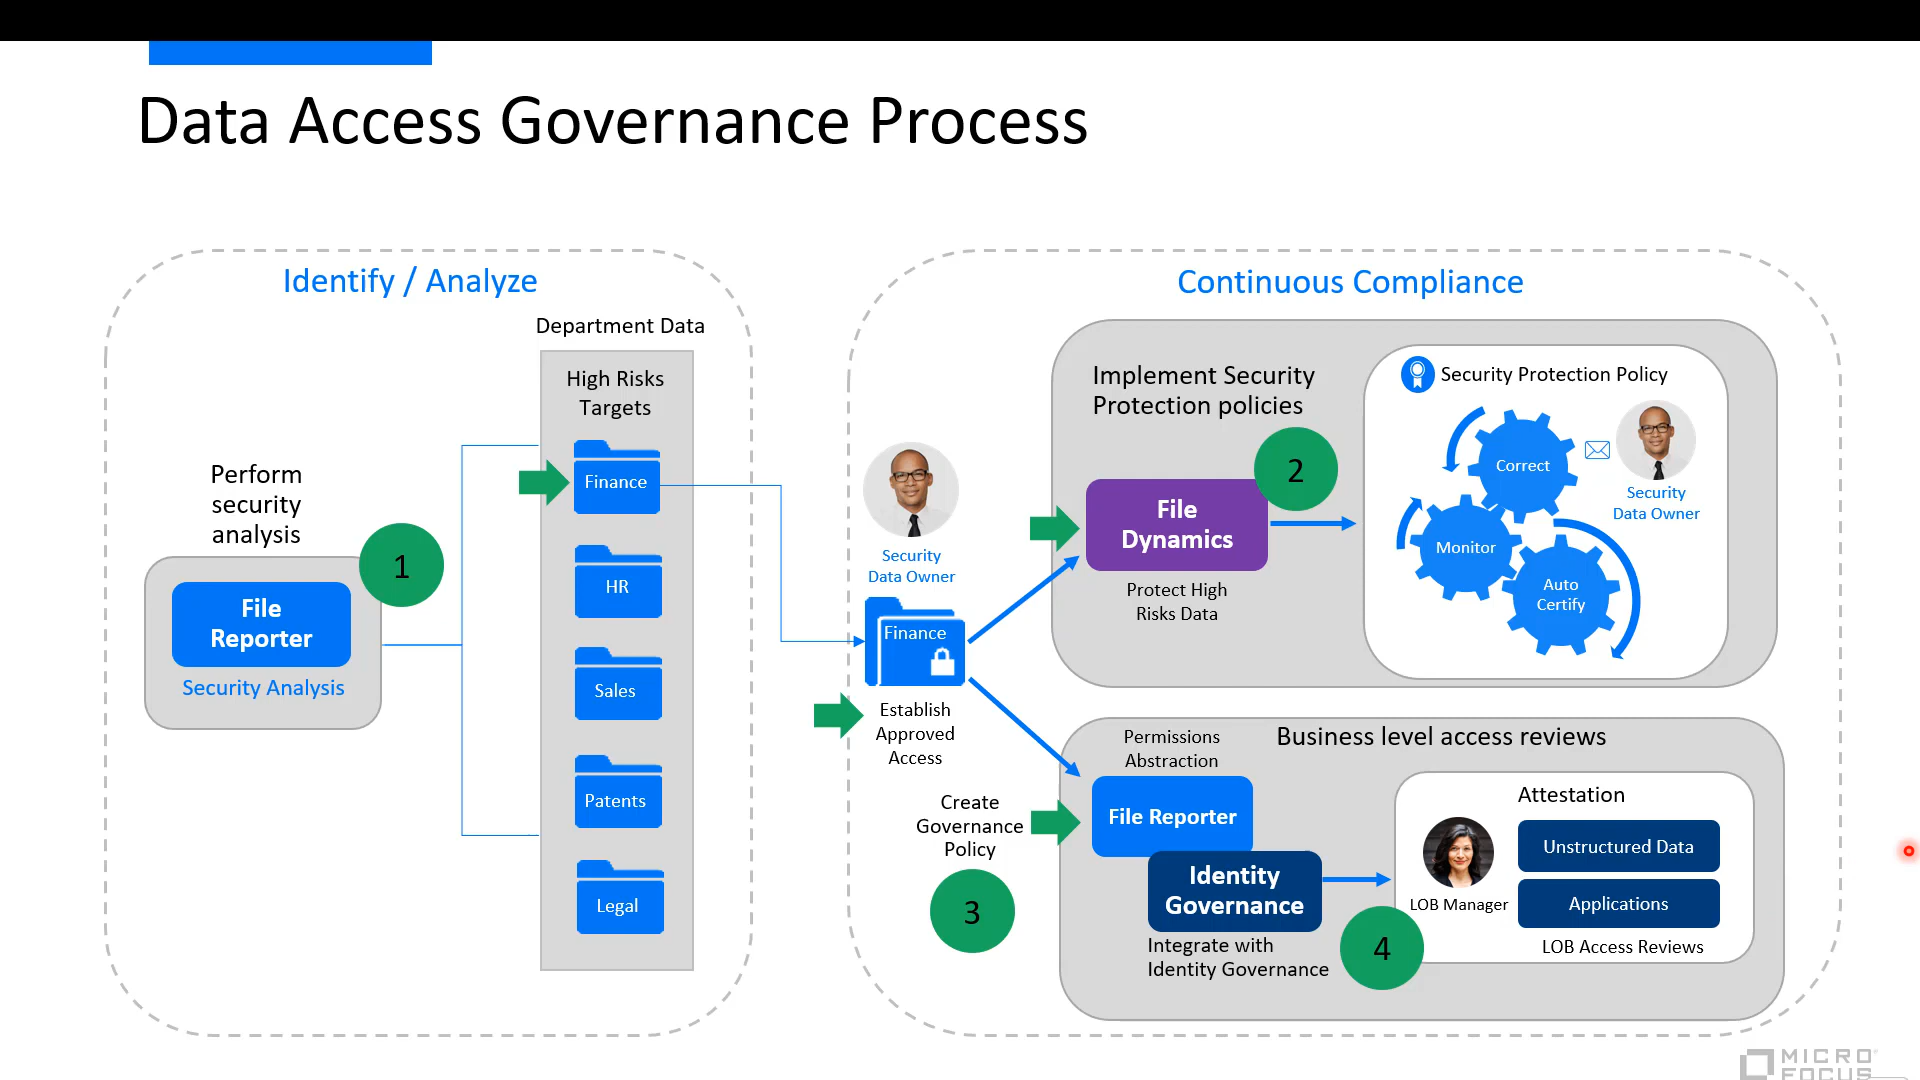 Data Access Governance Process
Identify / Analyze
Department Data
High Risks
Targets
Finance
HR
Sales
Patents
Legal
Perform
security
analysis
1
File
Reporter
Security Analysis
Continuous Compliance
Security
Data Owner
Finance
Establish
Approved
Access
Implement Security
Protection policies
2
File
Dynamics
Protect High
Risks Data
Security Protection Policy
Correct
Monitor
Auto
Certify
Security
Data Owner
Create
Governance
Policy
3
Permissions
Abstraction
Business level access reviews
File Reporter
Identity
Governance
Integrate with
Identity Governance
4
Attestation
LOB Manager
Unstructured Data
Applications
LOB Access Reviews
MICRO
FOCUS